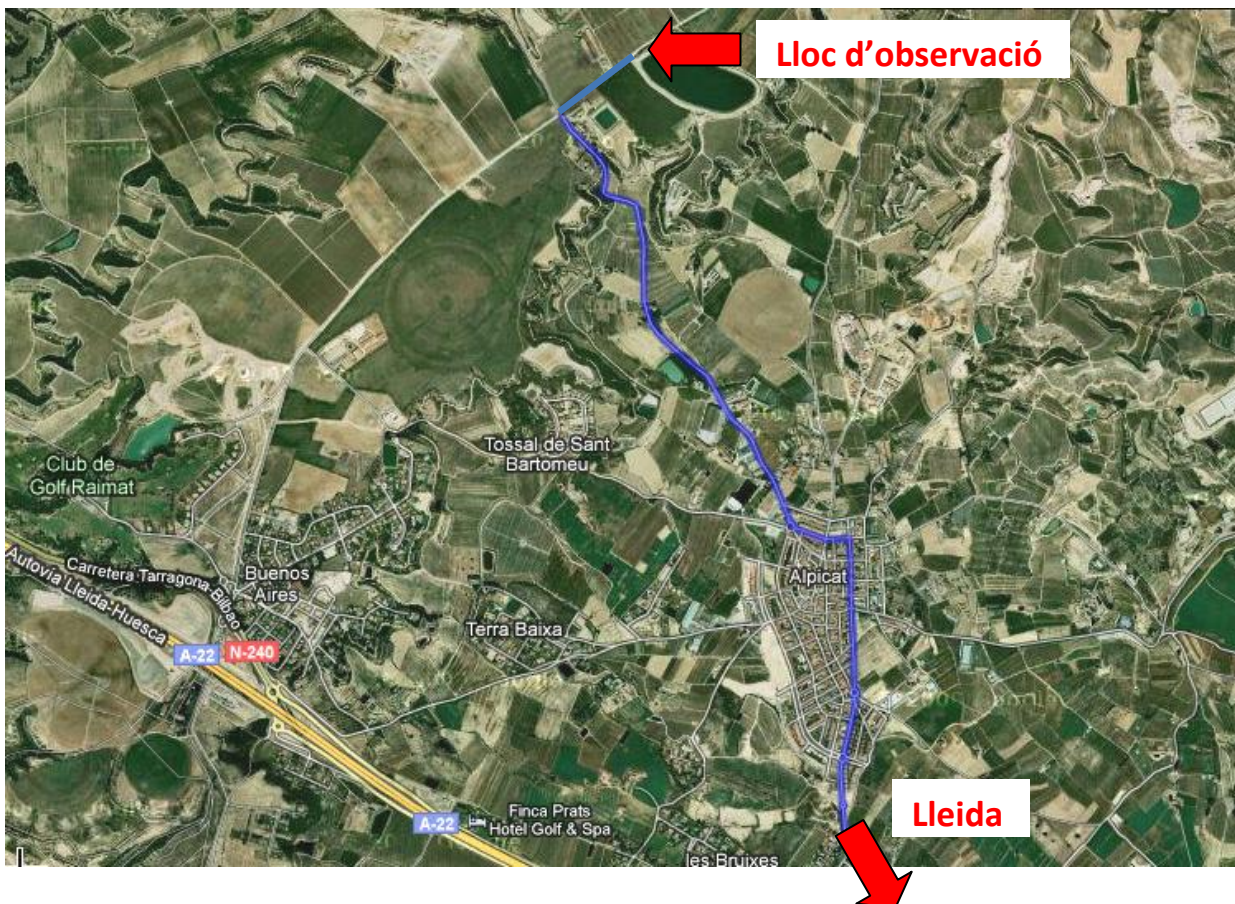 Lloc d’observació
Tossal de Sant
Bartomeu
Club de
Golf Raimat
Autovía Lleida-Huesca
Carretera Tarragona-Bilbao
Buenos
Aires
Alpicat
Terra Baixa
A-22
N-240
A-22
Finca Prats
Hotel Golf & Spa
les Bruixes
Lleida